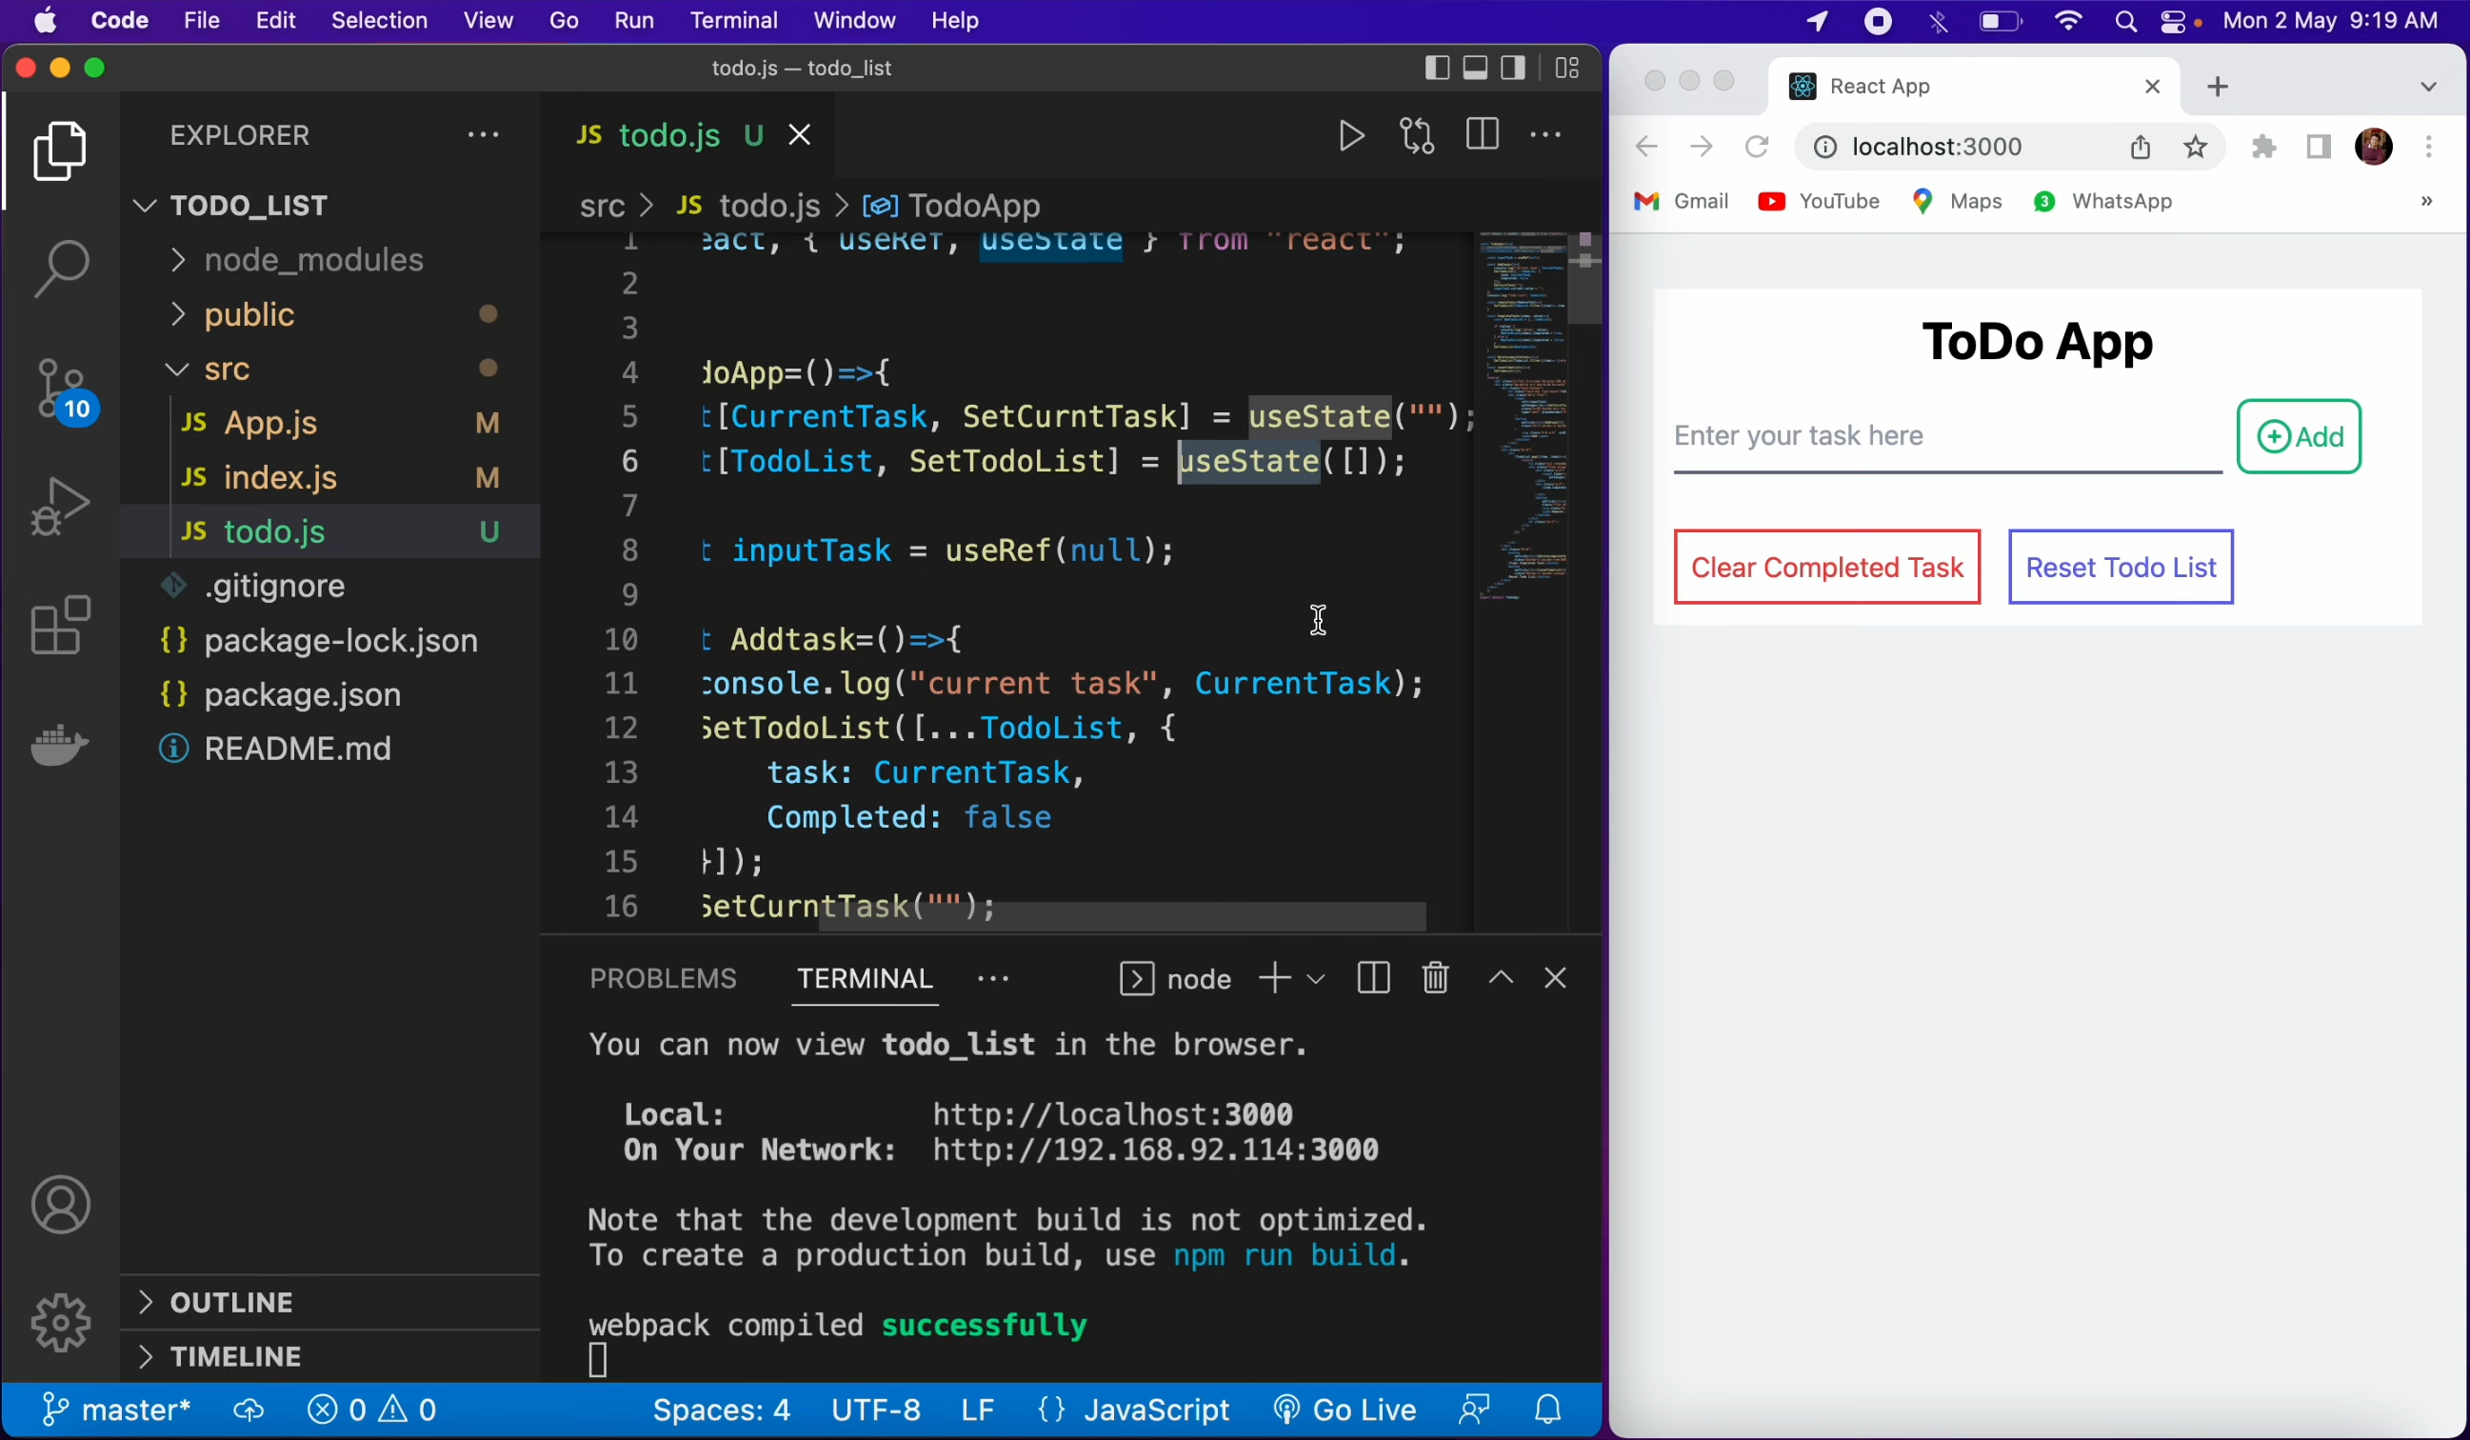 Code File Edit Selection View Go Run Terminal Window Help
Mon 2 May 9:19 AM
todo.js — todo_list
EXPLORER
TODO_LIST
node_modules
public
src
JS App.js M
JS index.js M
JS todo.js U
.gitignore
{} package-lock.json
{} package.json
README.md
10
OUTLINE
TIMELINE
JS todo.js U
src > JS todo.js > TodoApp
1 eact, { useRef, useState } from "react";
2
3
4 doApp=()=>{
5 t[CurrentTask, SetCurntTask] = useState("");
6 t[TodoList, SetTodoList] = useState([]);
7
8 t inputTask = useRef(null);
9
10 t Addtask=()=>{
11 console.log("current task", CurrentTask);
12 SetTodoList([...TodoList, {
13 task: CurrentTask,
14 Completed: false
15 }]);
16 SetCurntTask("");
PROBLEMS TERMINAL
node
You can now view todo_list in the browser.
Local: http://localhost:3000
On Your Network: http://192.168.92.114:3000
Note that the development build is not optimized.
To create a production build, use npm run build.
webpack compiled successfully
master* 0 0 Spaces: 4 UTF-8 LF {} JavaScript Go Live
React App
localhost:3000
Gmail YouTube Maps 3 WhatsApp »
ToDo App
Enter your task here
Add
Clear Completed Task
Reset Todo List